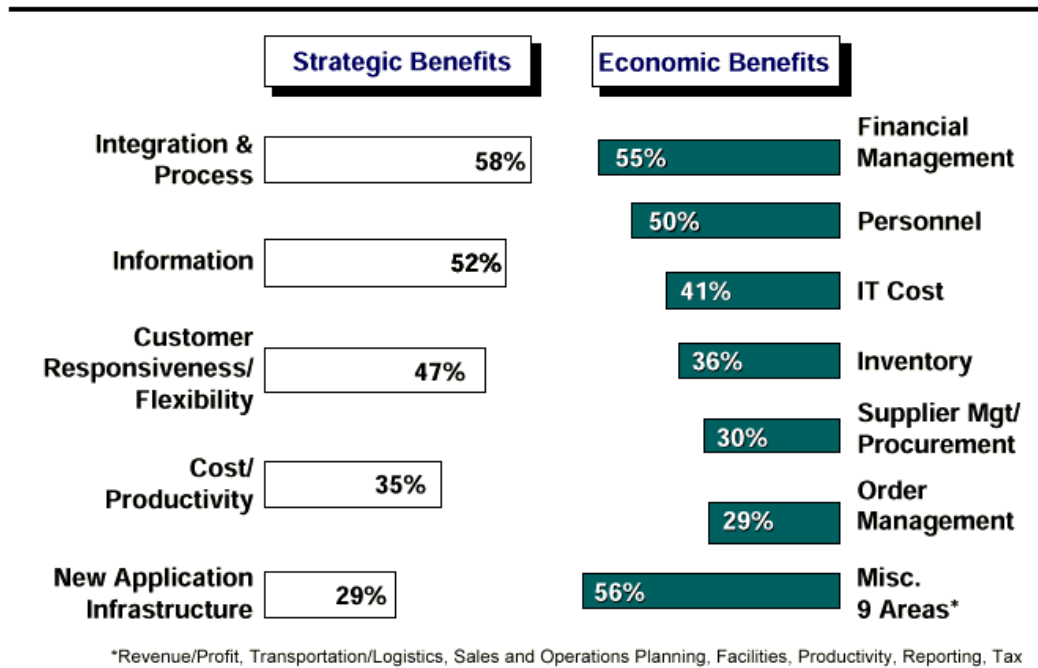 Strategic Benefits
Integration &
Process
58%
Information
52%
Customer
Responsiveness/
Flexibility
47%
Cost/
Productivity
35%
New Application
Infrastructure
29%
Economic Benefits
55%
Financial
Management
50%
Personnel
41%
IT Cost
36%
Inventory
30%
Supplier Mgt/
Procurement
29%
Order
Management
56%
Misc.
9 Areas*
*Revenue/Profit, Transportation/Logistics, Sales and Operations Planning, Facilities, Productivity, Reporting, Tax